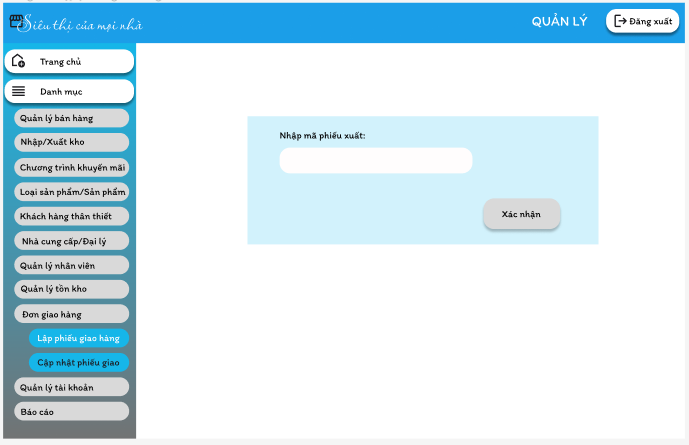 Siêu thị của mọi nhà
QUẢN LÝ
Đăng xuất
Trang chủ
Danh mục
Quản lý bán hàng
Nhập/Xuất kho
Chương trình khuyến mãi
Loại sản phẩm/Sản phẩm
Khách hàng thân thiết
Nhà cung cấp/Đại lý
Quản lý nhân viên
Quản lý tồn kho
Đơn giao hàng
Lập phiếu giao hàng
Cập nhật phiếu giao
Quản lý tài khoản
Báo cáo
Nhập mã phiếu xuất:
Xác nhận